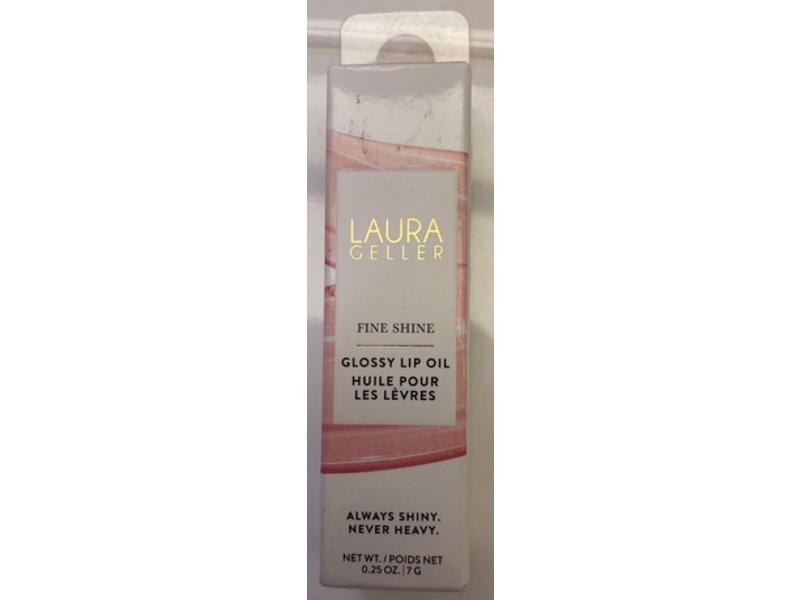 LAURA
GELLER
FINE SHINE
GLOSSY LIP OIL
HUILE POUR
LES LÈVRES
ALWAYS SHINY.
NEVER HEAVY.
NET WT. / POIDS NET
0.25 OZ. | 7 G